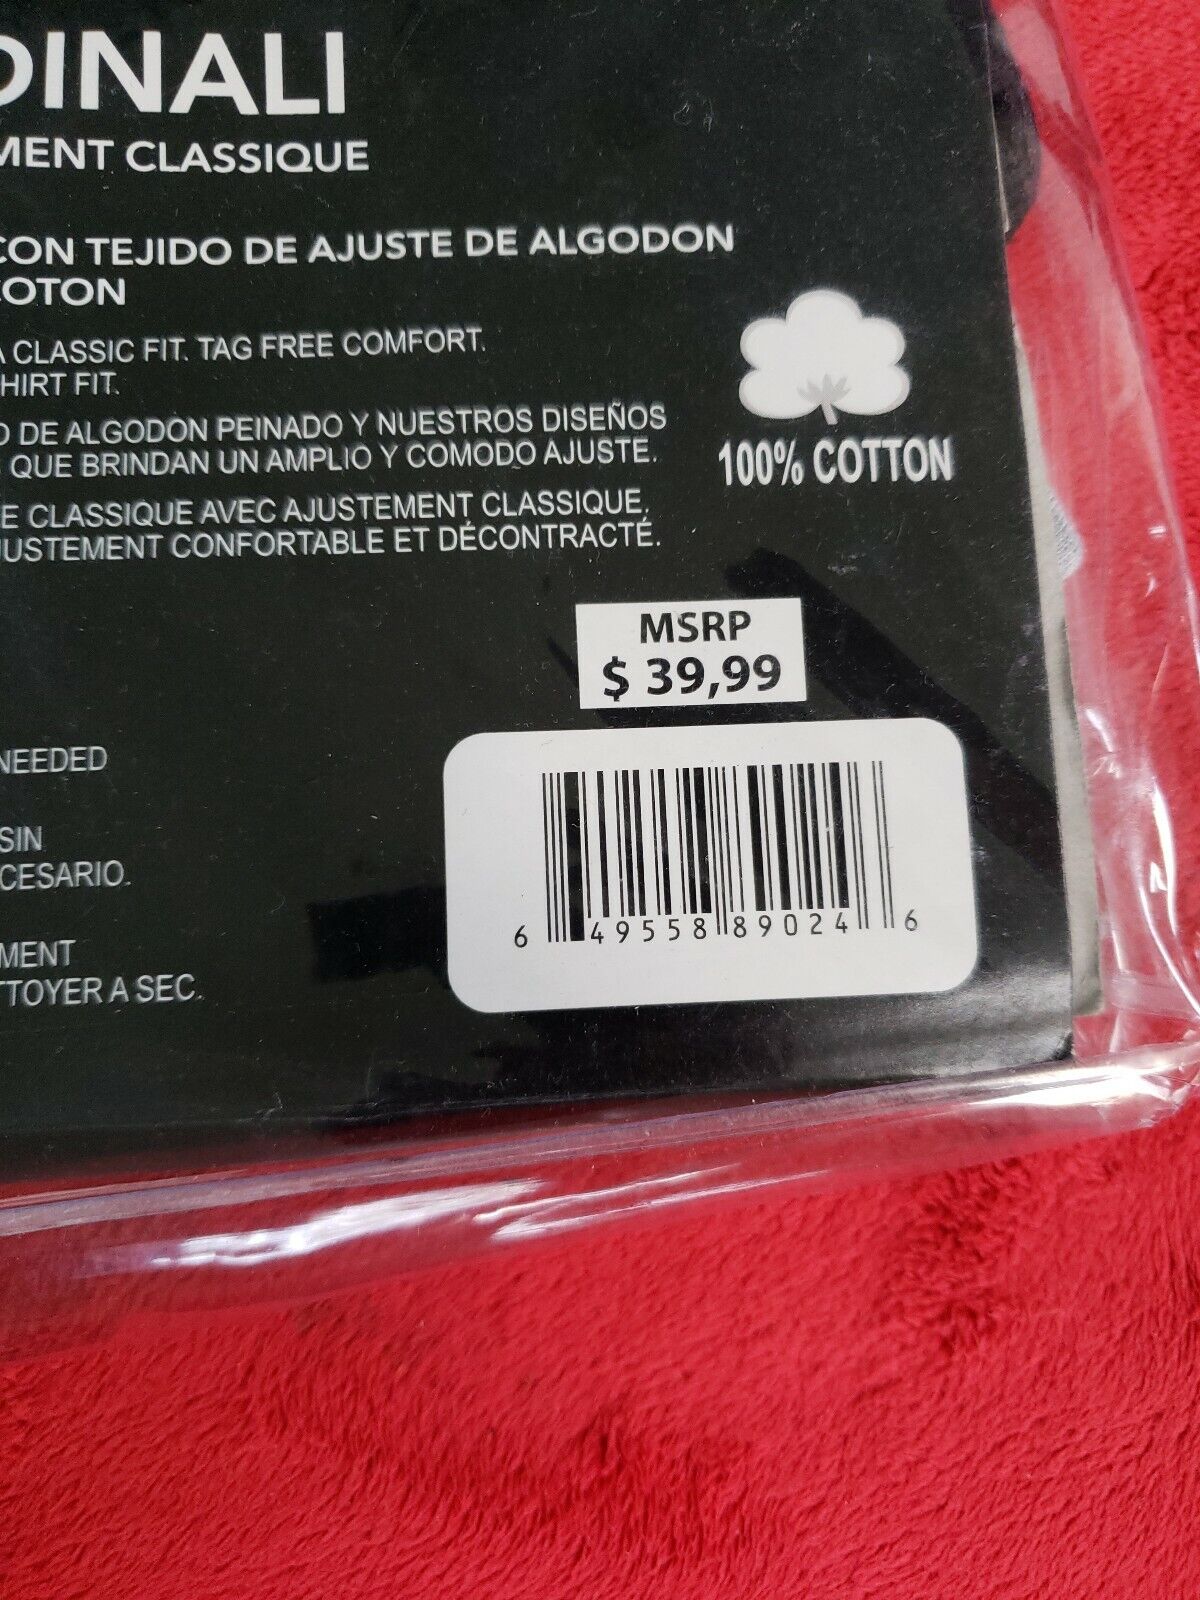 DINALI
MENT CLASSIQUE
CON TEJIDO DE AJUSTE DE ALGODON
COTON
A CLASSIC FIT. TAG FREE COMFORT.
HIRT FIT.
O DE ALGODON PEINADO Y NUESTROS DISEÑOS
QUE BRINDAN UN AMPLIO Y COMODO AJUSTE.
E CLASSIQUE AVEC AJUSTEMENT CLASSIQUE.
JUSTEMENT CONFORTABLE ET DÉCONTRACTÉ.
100% COTTON
MSRP
$ 39,99
NEEDED
SIN
CESARIO.
MENT
TTOYER A SEC.
6 49558 89024 6